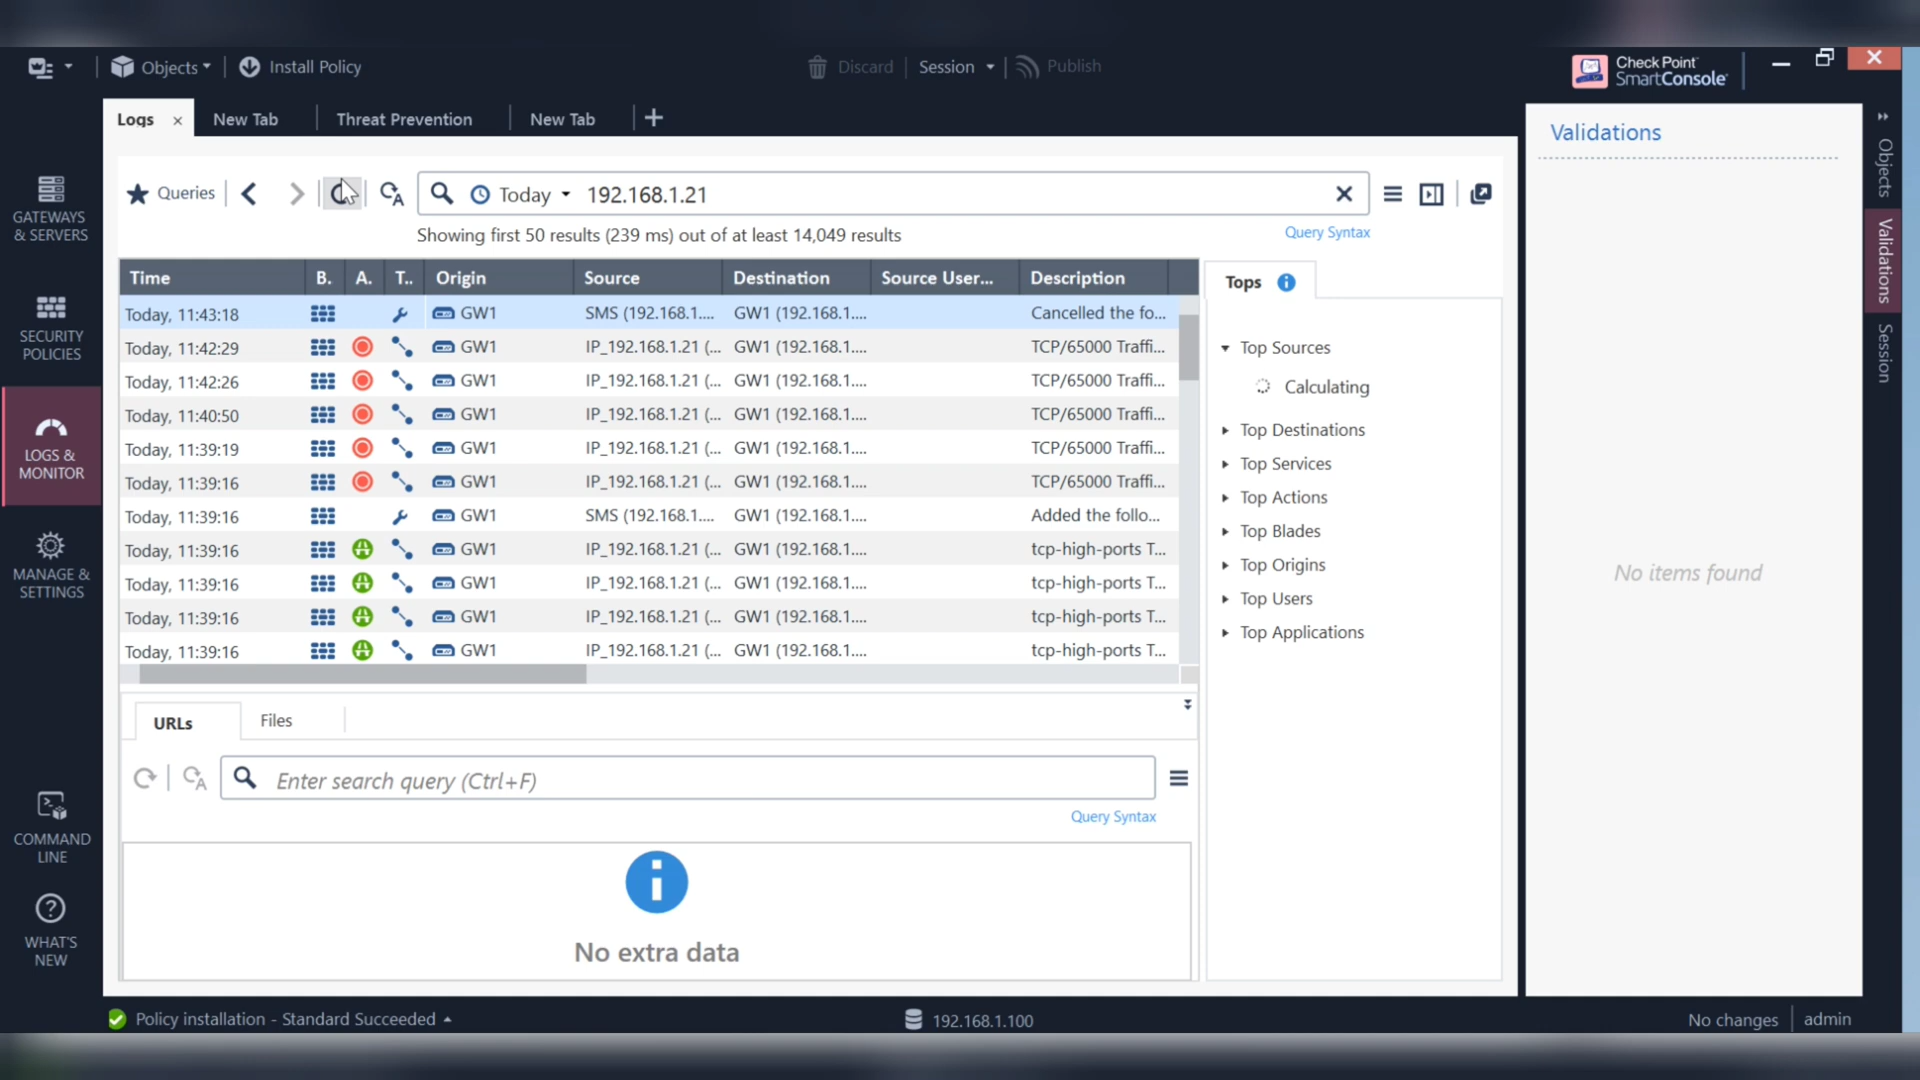 Objects
Install Policy
Discard
Session
Publish
Check Point
SmartConsole
Logs
New Tab
Threat Prevention
New Tab
Validations
Queries
Today
192.168.1.21
Showing first 50 results (239 ms) out of at least 14,049 results
Query Syntax
Time B. A. T.. Origin Source Destination Source User... Description
Today, 11:43:18 GW1 SMS (192.168.1.... GW1 (192.168.1.... Cancelled the fo...
Today, 11:42:29 GW1 IP_192.168.1.21 (... GW1 (192.168.1.... TCP/65000 Traffi...
Today, 11:42:26 GW1 IP_192.168.1.21 (... GW1 (192.168.1.... TCP/65000 Traffi...
Today, 11:40:50 GW1 IP_192.168.1.21 (... GW1 (192.168.1.... TCP/65000 Traffi...
Today, 11:39:19 GW1 IP_192.168.1.21 (... GW1 (192.168.1.... TCP/65000 Traffi...
Today, 11:39:16 GW1 IP_192.168.1.21 (... GW1 (192.168.1.... TCP/65000 Traffi...
Today, 11:39:16 GW1 SMS (192.168.1.... GW1 (192.168.1.... Added the follo...
Today, 11:39:16 GW1 IP_192.168.1.21 (... GW1 (192.168.1.... tcp-high-ports T...
Today, 11:39:16 GW1 IP_192.168.1.21 (... GW1 (192.168.1.... tcp-high-ports T...
Today, 11:39:16 GW1 IP_192.168.1.21 (... GW1 (192.168.1.... tcp-high-ports T...
Today, 11:39:16 GW1 IP_192.168.1.21 (... GW1 (192.168.1.... tcp-high-ports T...
Tops
Top Sources
Calculating
Top Destinations
Top Services
Top Actions
Top Blades
Top Origins
Top Users
Top Applications
URLs
Files
Enter search query (Ctrl+F)
Query Syntax
No extra data
No items found
Objects
Validations
Session
GATEWAYS
& SERVERS
SECURITY
POLICIES
LOGS &
MONITOR
MANAGE &
SETTINGS
COMMAND
LINE
WHAT'S
NEW
Policy installation - Standard Succeeded
192.168.1.100
No changes
admin